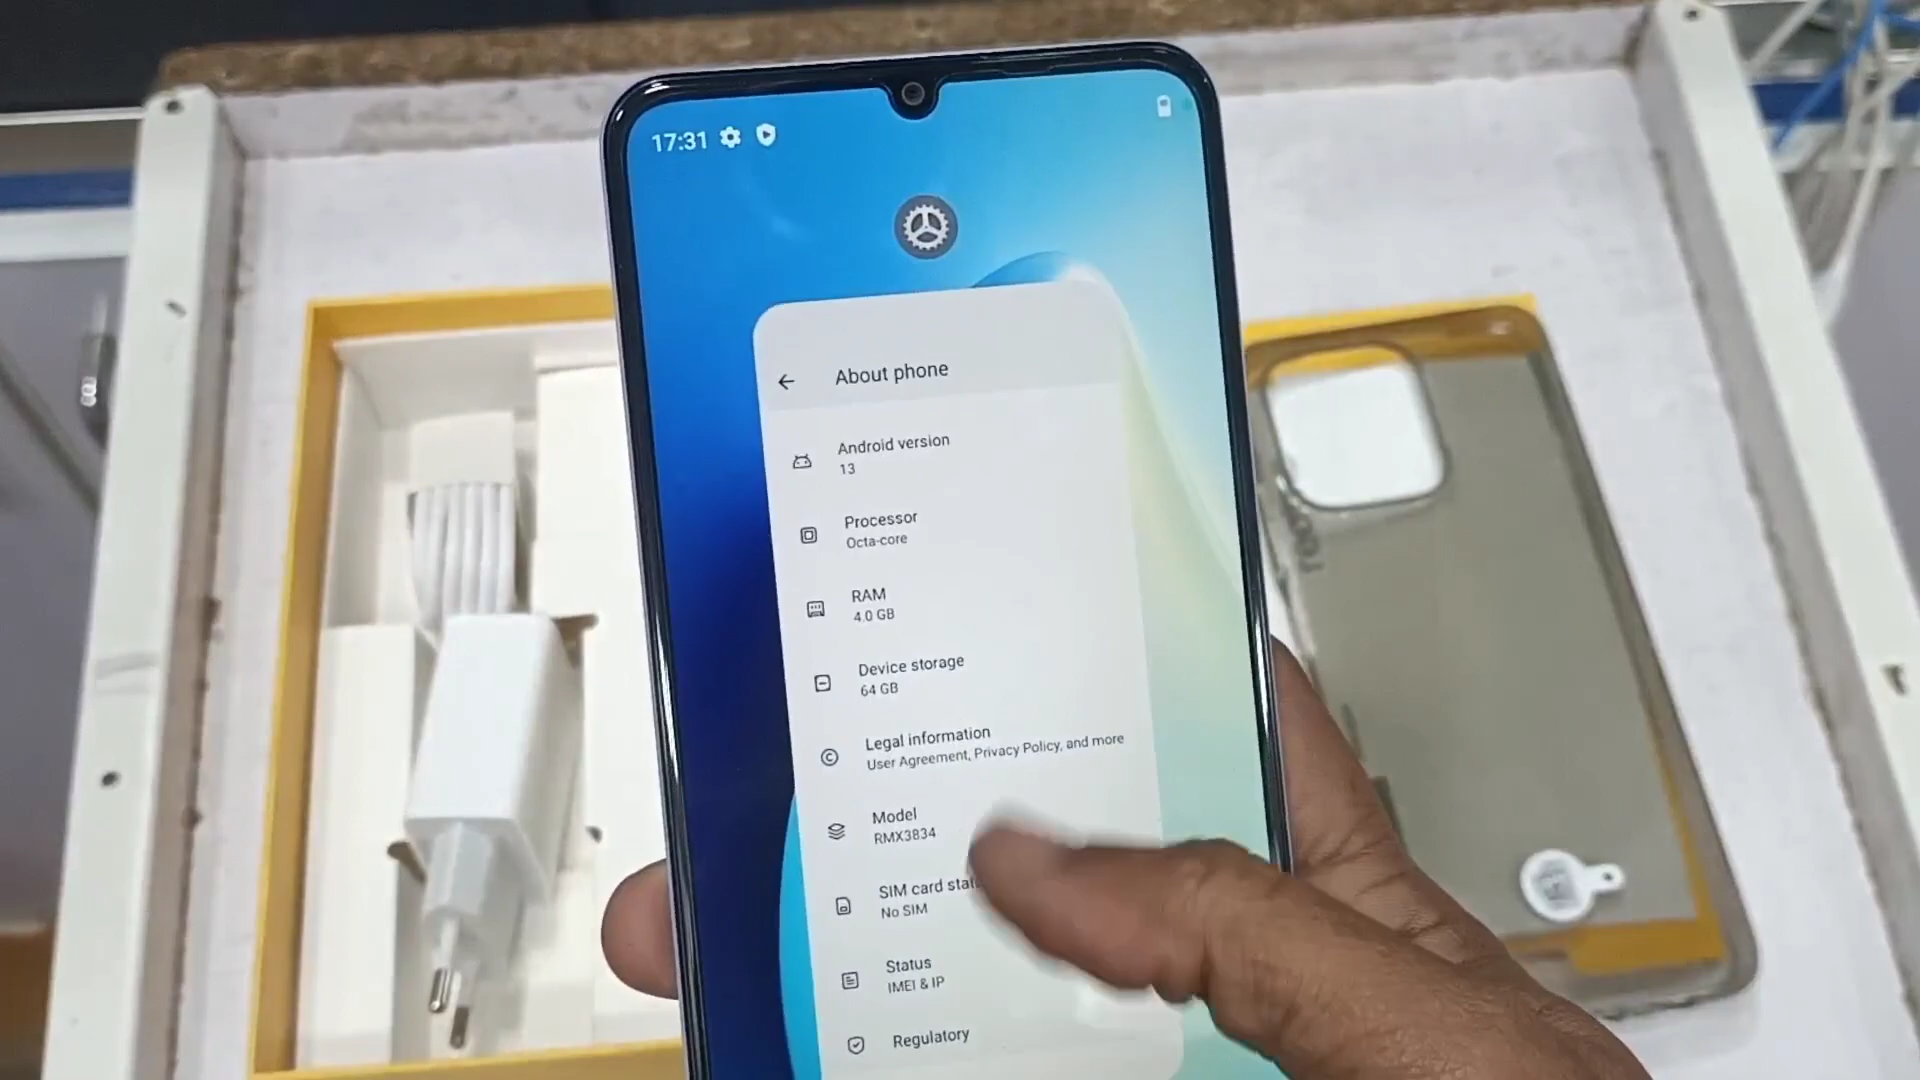 17:31
About phone
Android version
13
Processor
Octa-core
RAM
4.0 GB
Device storage
64 GB
Legal information
User Agreement, Privacy Policy, and more
Model
RMX3834
SIM card
No SIM
Status
IMEI & IP
Regulatory